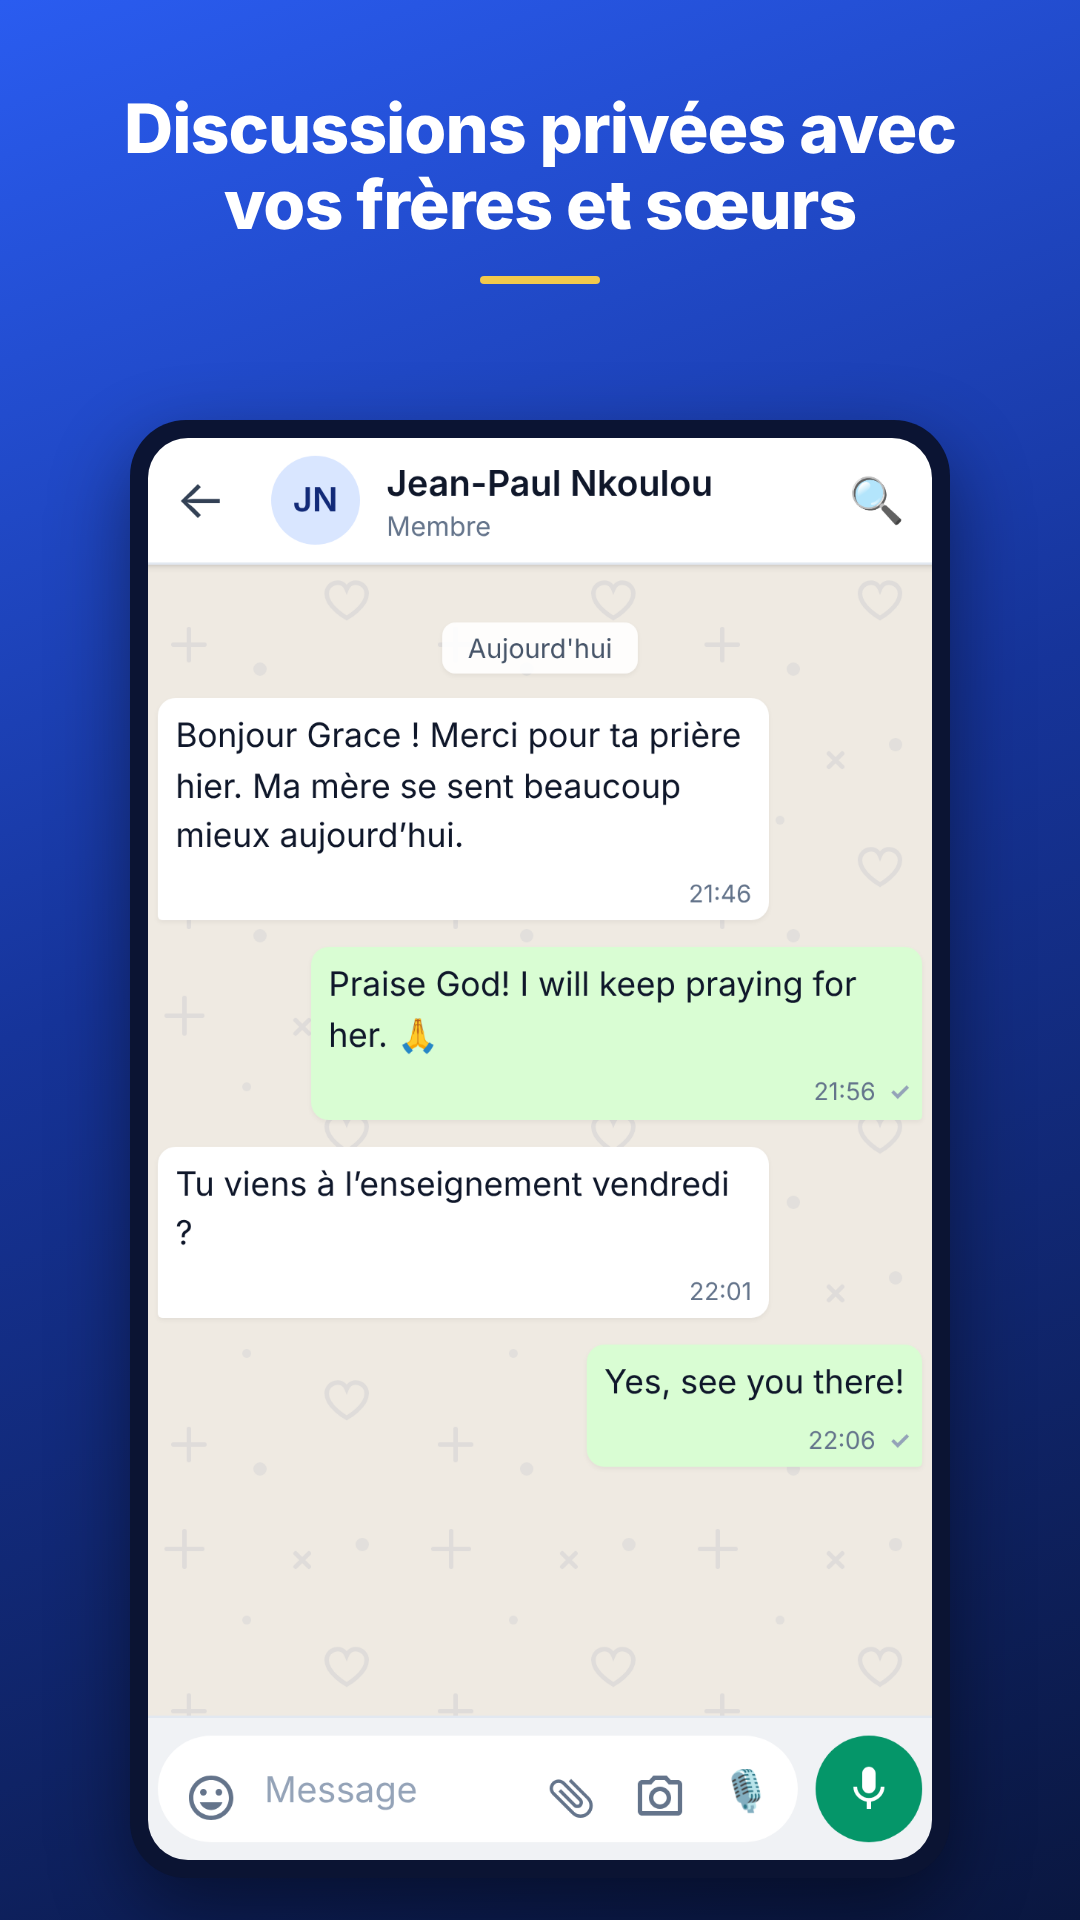 Discussions privées avec
vos frères et sœurs
JN
Jean-Paul Nkoulou
Membre
Aujourd'hui
Bonjour Grace ! Merci pour ta prière
hier. Ma mère se sent beaucoup
mieux aujourd’hui.
21:46
Praise God! I will keep praying for
her. 🙏
21:56
Tu viens à l’enseignement vendredi
?
22:01
Yes, see you there!
22:06
Message